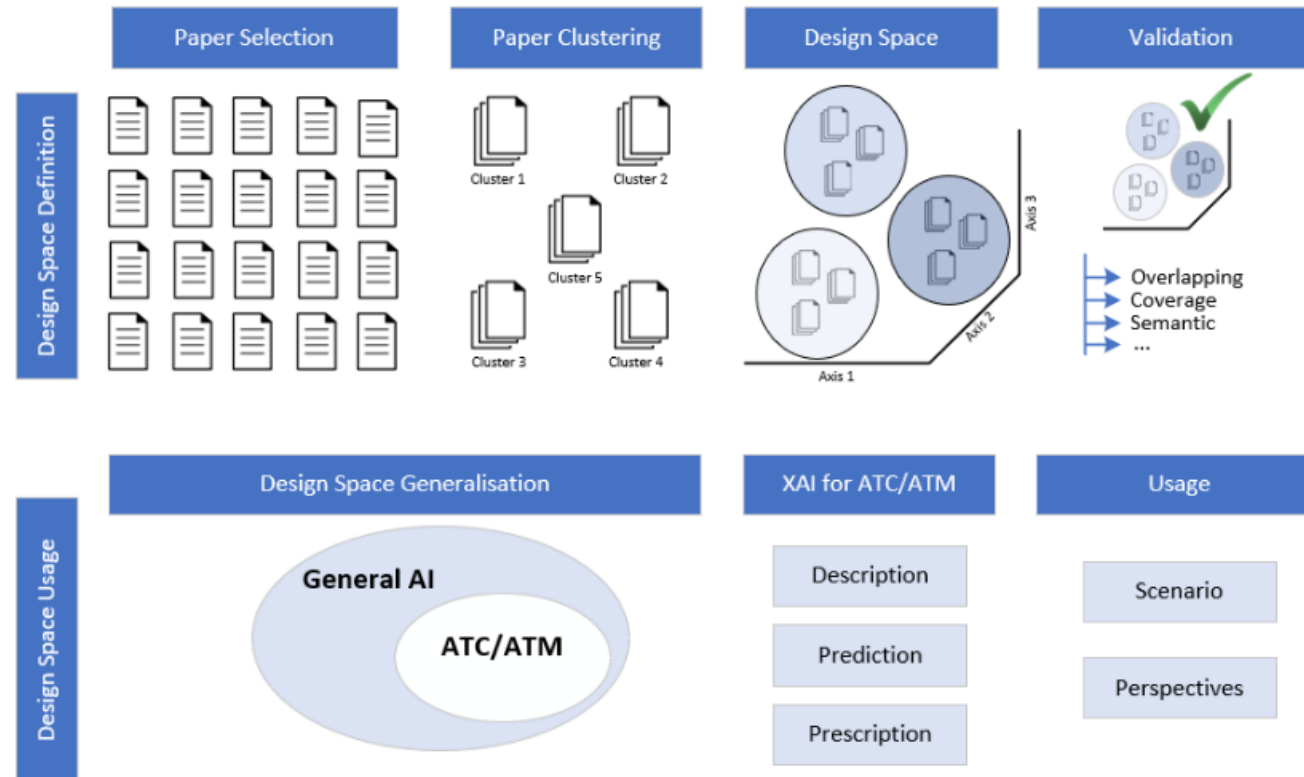 Paper Selection
Paper Clustering
Design Space
Validation
Design Space Definition
Cluster 1
Cluster 2
Cluster 5
Cluster 3
Cluster 4
Axis 1
Axis 2
Axis 3
Overlapping
Coverage
Semantic
...
Design Space Usage
Design Space Generalisation
XAI for ATC/ATM
Usage
General AI
ATC/ATM
Description
Prediction
Prescription
Scenario
Perspectives